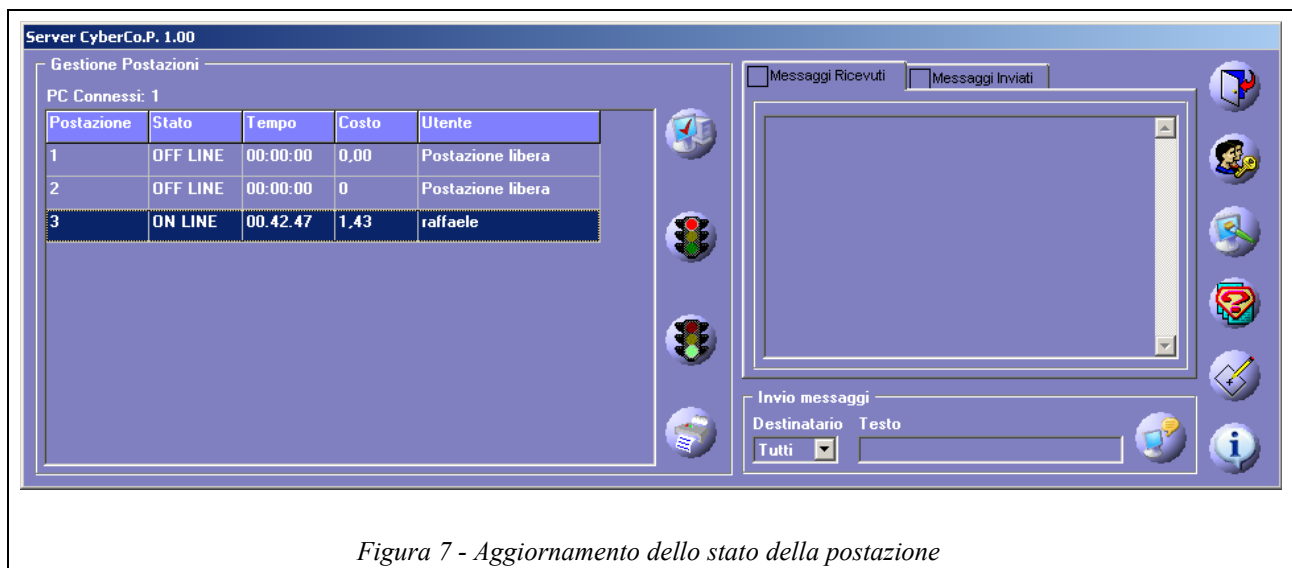 Server CyberCo.P. 1.00
Gestione Postazioni
PC Connessi: 1
Postazione Stato Tempo Costo Utente
1 OFF LINE 00:00:00 0,00 Postazione libera
2 OFF LINE 00:00:00 0 Postazione libera
3 ON LINE 00.42.47 1,43 raffaele
Messaggi Ricevuti Messaggi Inviati
Invio messaggi
Destinatario Testo
Tutti
Figura 7 - Aggiornamento dello stato della postazione